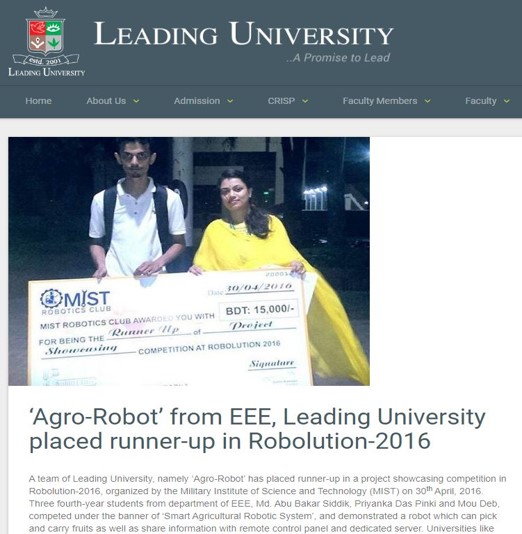 LEADING UNIVERSITY
..A Promise to Lead
estd. 2001
LEADING UNIVERSITY
Home About Us Admission CRISP Faculty Members Faculty
Date 30/04/2016
MIST
ROBOTICS CLUB
BDT: 15,000/-
MIST ROBOTICS CLUB AWARDED YOU WITH
FOR BEING THE Runner Up of Project
Showcasing COMPETITION AT ROBOLUTION 2016
Signature
‘Agro-Robot’ from EEE, Leading University
placed runner-up in Robolution-2016
A team of Leading University, namely ‘Agro-Robot’ has placed runner-up in a project showcasing competition in
Robolution-2016, organized by the Military Institute of Science and Technology (MIST) on 30th April, 2016.
Three fourth-year students from department of EEE, Md. Abu Bakar Siddik, Priyanka Das Pinki and Mou Deb,
competed under the banner of ‘Smart Agricultural Robotic System’, and demonstrated a robot which can pick
and carry fruits as well as share information with remote control panel and dedicated server. Universities like